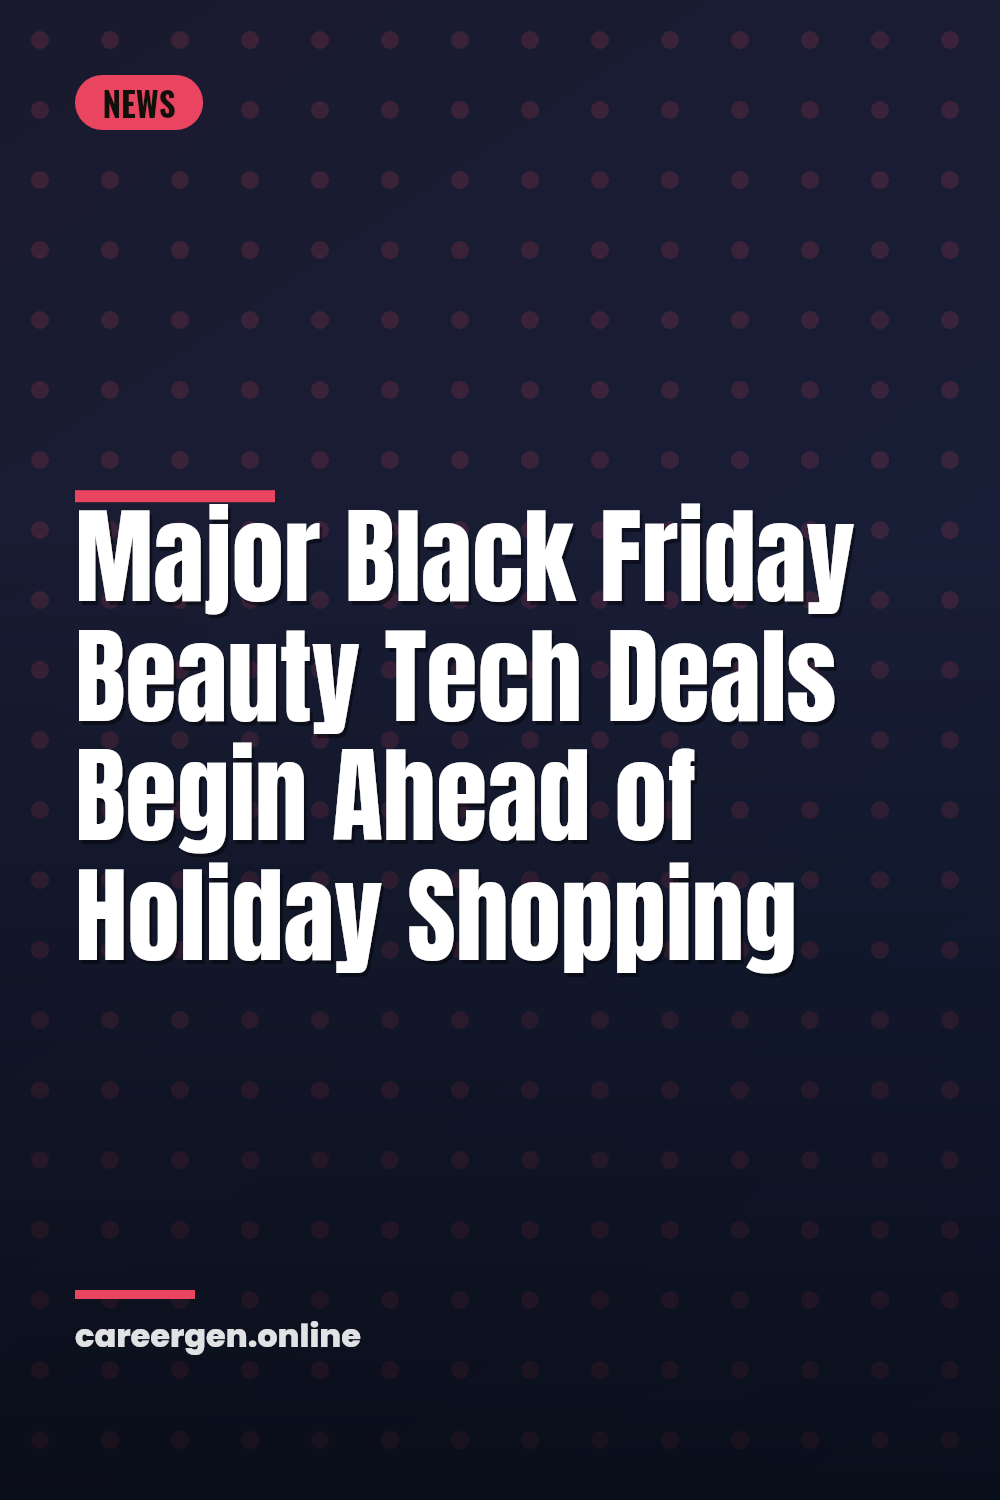 NEWS
Major Black Friday
Beauty Tech Deals
Begin Ahead of
Holiday Shopping
careergen.online